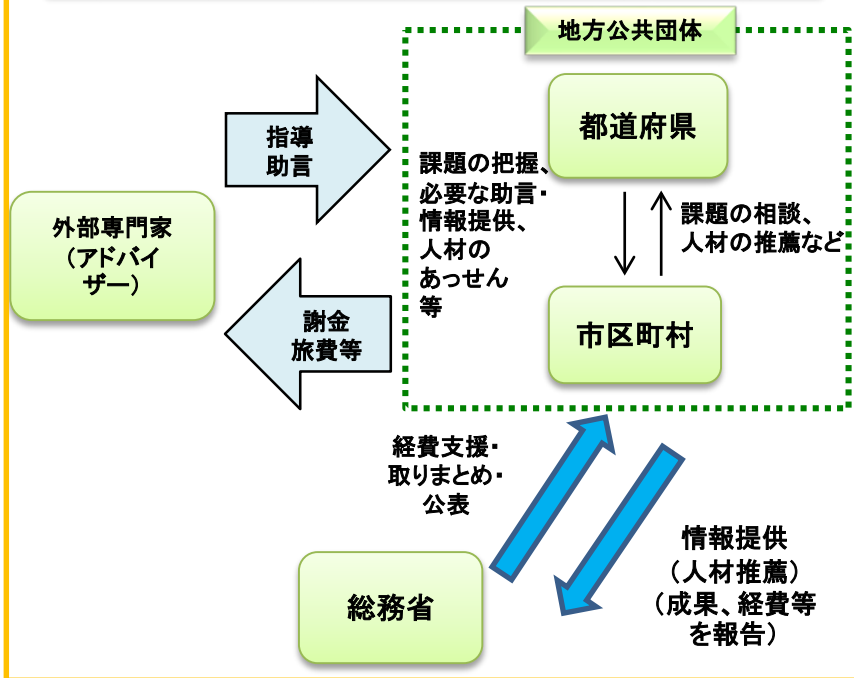 地方公共団体
都道府県
指導
助言
課題の把握、
必要な助言・
情報提供、
人材の
あっせん
等
課題の相談、
人材の推薦など
外部専門家
（アドバイ
ザー）
謝金
旅費等
市区町村
経費支援・
取りまとめ・
公表
情報提供
（人材推薦）
（成果、経費等
を報告）
総務省